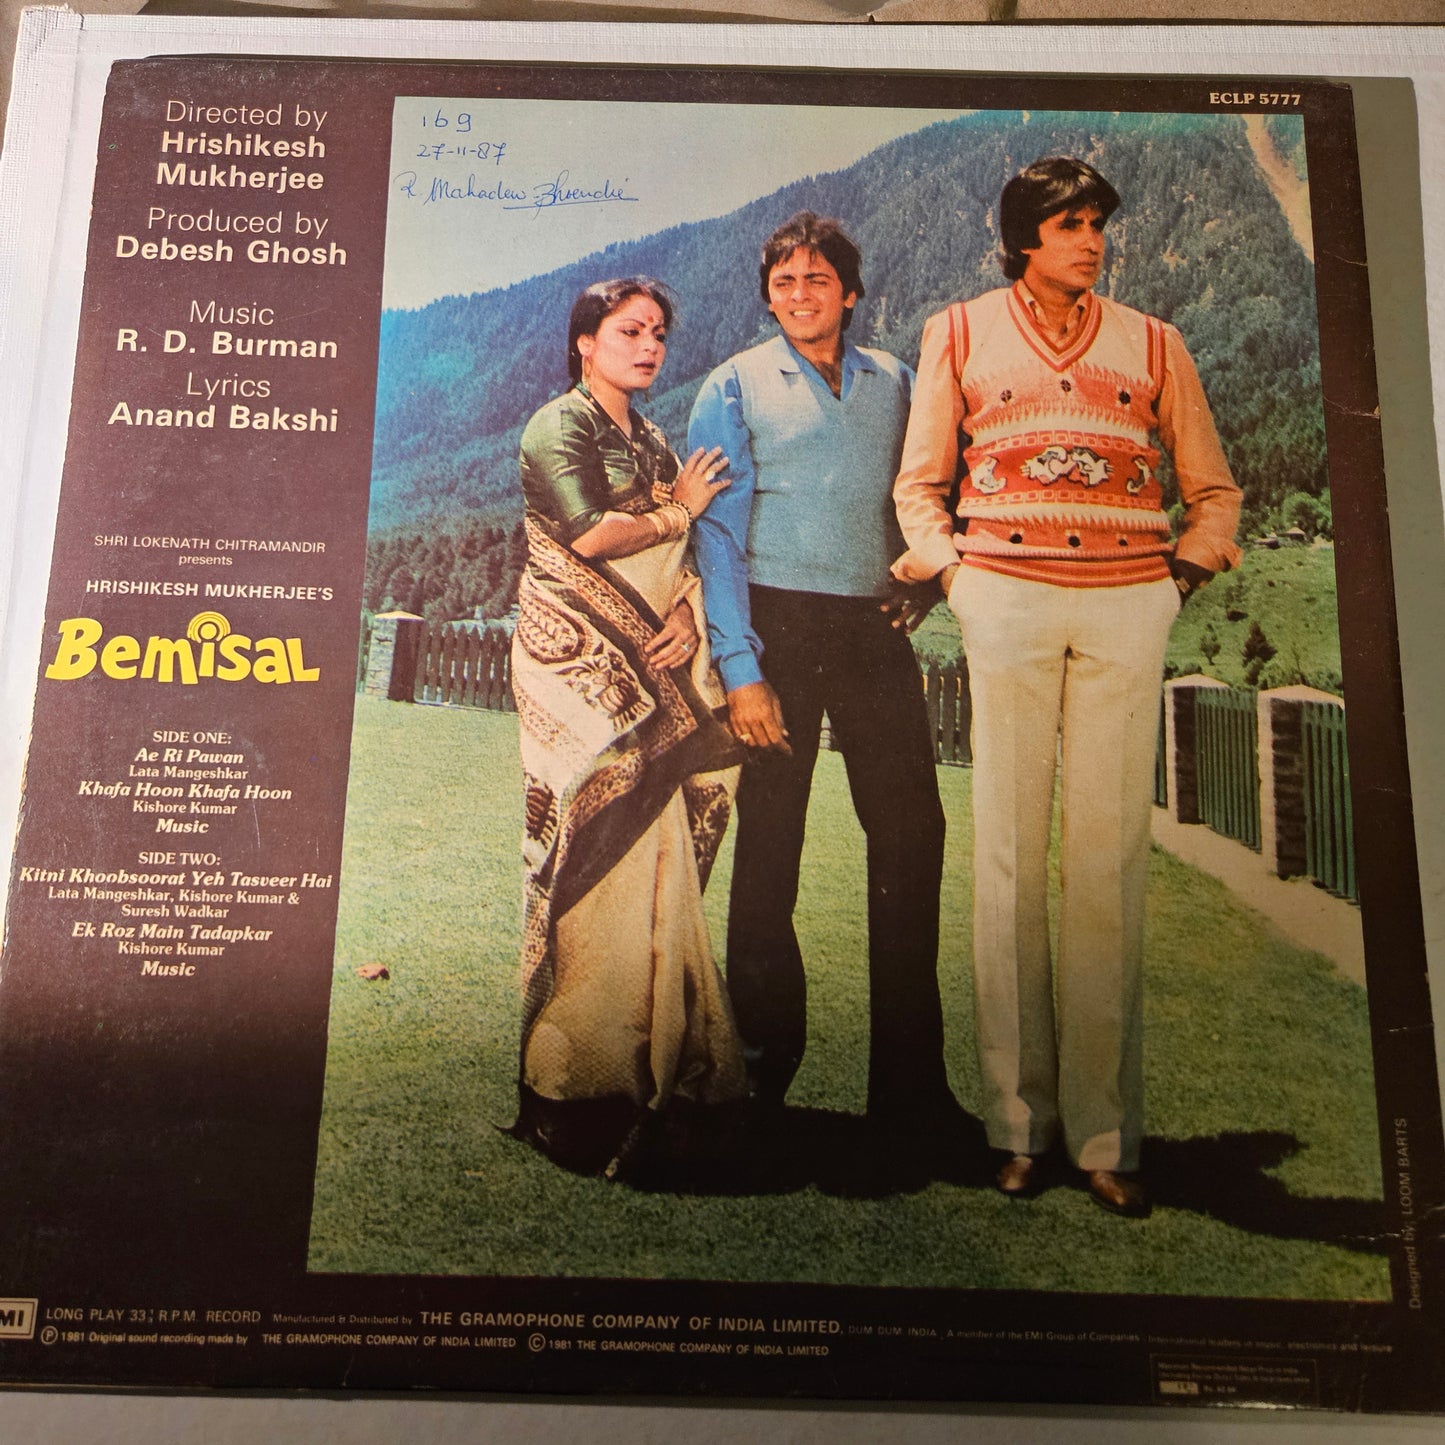 ECLP 5777
169
27-11-87
Directed by
Hrishikesh
Mukherjee
Produced by
Debesh Ghosh
Music
R. D. Burman
Lyrics
Anand Bakshi
SHRI LOKENATH CHITRAMANDIR
presents
HRISHIKESH MUKHERJEE'S
Bemisal
SIDE ONE:
Ae Ri Pawan
Lata Mangeshkar
Khafa Hoon Khafa Hoon
Kishore Kumar
Music
SIDE TWO:
Kitni Khoobsoorat Yeh Tasveer Hai
Lata Mangeshkar, Kishore Kumar &
Suresh Wadkar
Ek Roz Main Tadapkar
Kishore Kumar
Music
Designed by: LOOM BARTS
MI LONG PLAY 33⅓ R.P.M. RECORD Manufactured & Distributed by THE GRAMOPHONE COMPANY OF INDIA LIMITED, DUM DUM, INDIA, A member of the EMI Group of Companies. International leaders in music, electronics and leisure
Ⓟ 1981 Original sound recording made by THE GRAMOPHONE COMPANY OF INDIA LIMITED © 1981 THE GRAMOPHONE COMPANY OF INDIA LIMITED